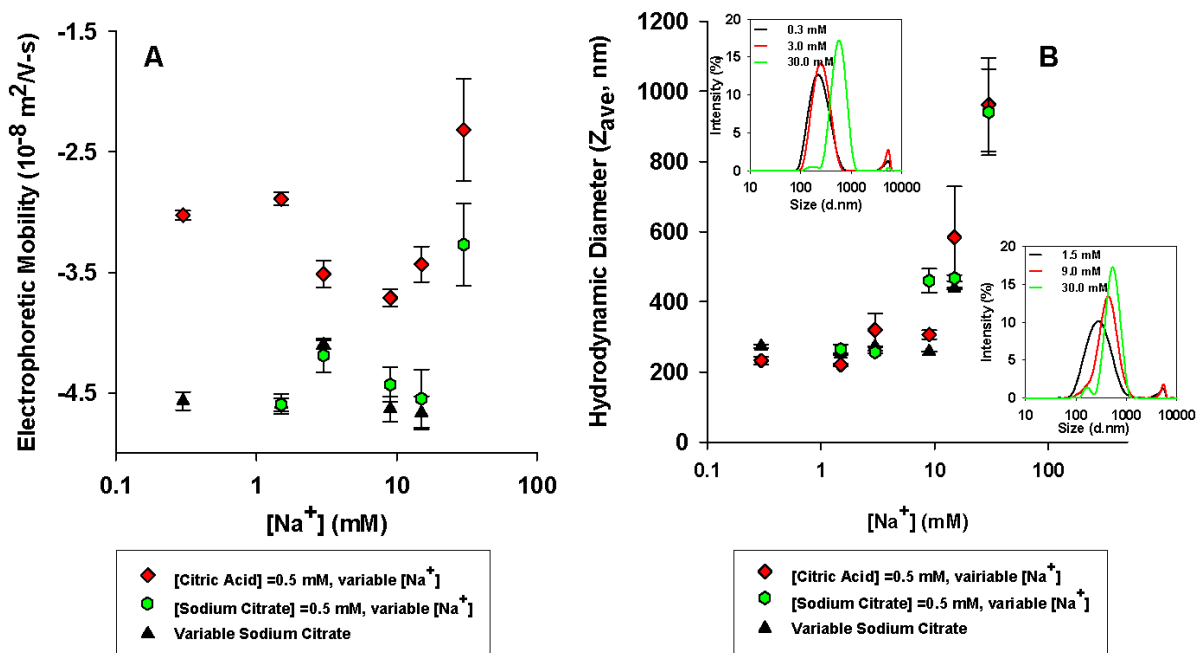 A
Electrophoretic Mobility (10⁻⁸ m²/V-s)
-1.5
-2.5
-3.5
-4.5
0.1
1
10
100
[Na⁺] (mM)
[Citric Acid] =0.5 mM, variable [Na⁺]
[Sodium Citrate] =0.5 mM, variable [Na⁺]
Variable Sodium Citrate
B
Hydrodynamic Diameter (Zave, nm)
1200
1000
800
600
400
200
0
0.1
1
10
100
[Na⁺] (mM)
Intensity (%)
20
15
10
5
0
0.3 mM
3.0 mM
30.0 mM
10
100
1000
10000
Size (d.nm)
Intensity (%)
20
15
10
5
0
1.5 mM
9.0 mM
30.0 mM
10
100
1000
10000
Size (d.nm)
[Citric Acid] =0.5 mM, vairiable [Na⁺]
[Sodium Citrate] =0.5 mM, variable [Na⁺]
Variable Sodium Citrate